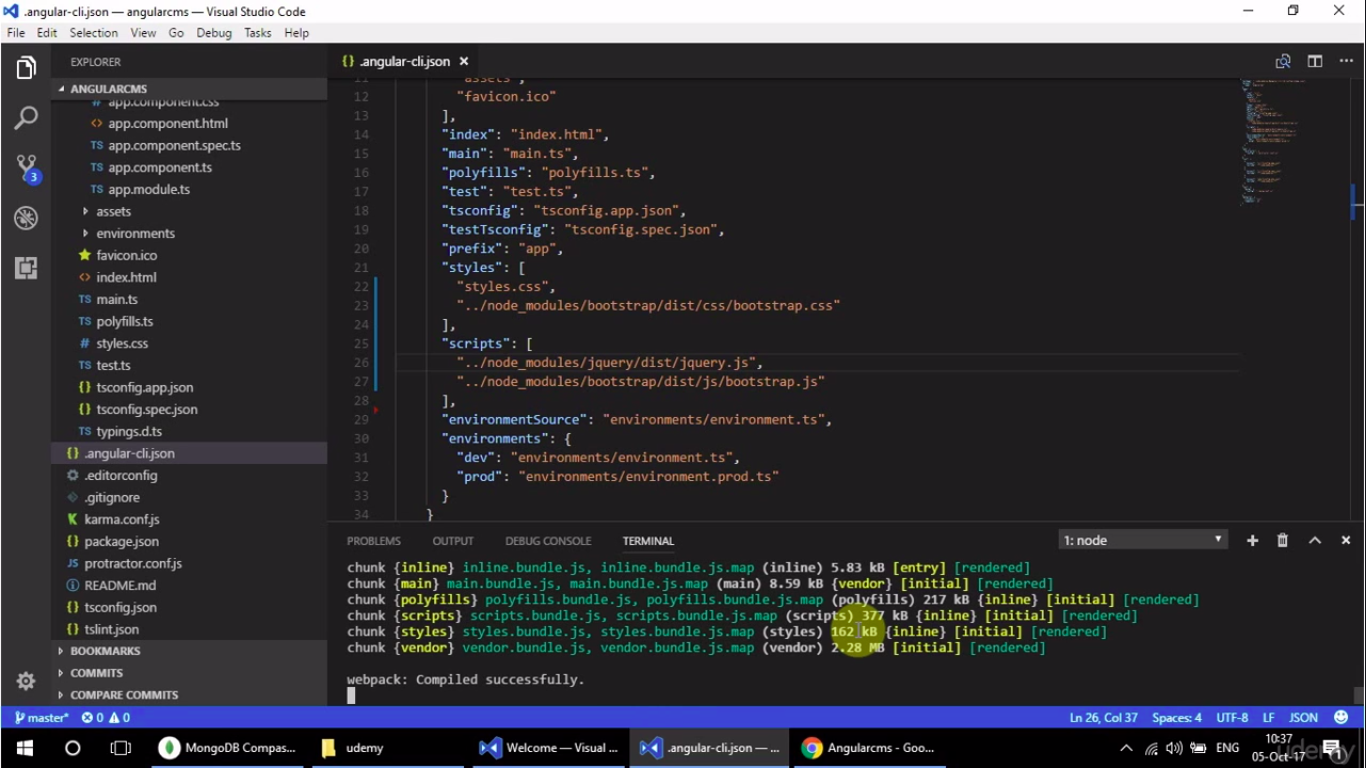 .angular-cli.json — angularcms — Visual Studio Code
File Edit Selection View Go Debug Tasks Help
EXPLORER
ANGULARCMS
app.component.css
app.component.html
app.component.spec.ts
app.component.ts
app.module.ts
assets
environments
favicon.ico
index.html
main.ts
polyfills.ts
styles.css
test.ts
tsconfig.app.json
tsconfig.spec.json
typings.d.ts
.angular-cli.json
.editorconfig
.gitignore
karma.conf.js
package.json
protractor.conf.js
README.md
tsconfig.json
tslint.json
BOOKMARKS
COMMITS
COMPARE COMMITS
3
{} .angular-cli.json ×
11 "assets",
12 "favicon.ico"
13 ],
14 "index": "index.html",
15 "main": "main.ts",
16 "polyfills": "polyfills.ts",
17 "test": "test.ts",
18 "tsconfig": "tsconfig.app.json",
19 "testTsconfig": "tsconfig.spec.json",
20 "prefix": "app",
21 "styles": [
22 "styles.css",
23 "../node_modules/bootstrap/dist/css/bootstrap.css"
24 ],
25 "scripts": [
26 "../node_modules/jquery/dist/jquery.js",
27 "../node_modules/bootstrap/dist/js/bootstrap.js"
28 ],
29 "environmentSource": "environments/environment.ts",
30 "environments": {
31 "dev": "environments/environment.ts",
32 "prod": "environments/environment.prod.ts"
33 }
34 }
PROBLEMS OUTPUT DEBUG CONSOLE TERMINAL 1: node
chunk {inline} inline.bundle.js, inline.bundle.js.map (inline) 5.83 kB [entry] [rendered]
chunk {main} main.bundle.js, main.bundle.js.map (main) 8.59 kB {vendor} [initial] [rendered]
chunk {polyfills} polyfills.bundle.js, polyfills.bundle.js.map (polyfills) 217 kB {inline} [initial] [rendered]
chunk {scripts} scripts.bundle.js, scripts.bundle.js.map (scripts) 377 kB {inline} [initial] [rendered]
chunk {styles} styles.bundle.js, styles.bundle.js.map (styles) 162 kB {inline} [initial] [rendered]
chunk {vendor} vendor.bundle.js, vendor.bundle.js.map (vendor) 2.28 MB [initial] [rendered]
webpack: Compiled successfully.
master* 0 0 Ln 26, Col 37 Spaces: 4 UTF-8 LF JSON
MongoDB Compas... udemy Welcome — Visual ... .angular-cli.json — ... Angularcms - Goo... ENG 10:37
05-Oct-17
1
udemy